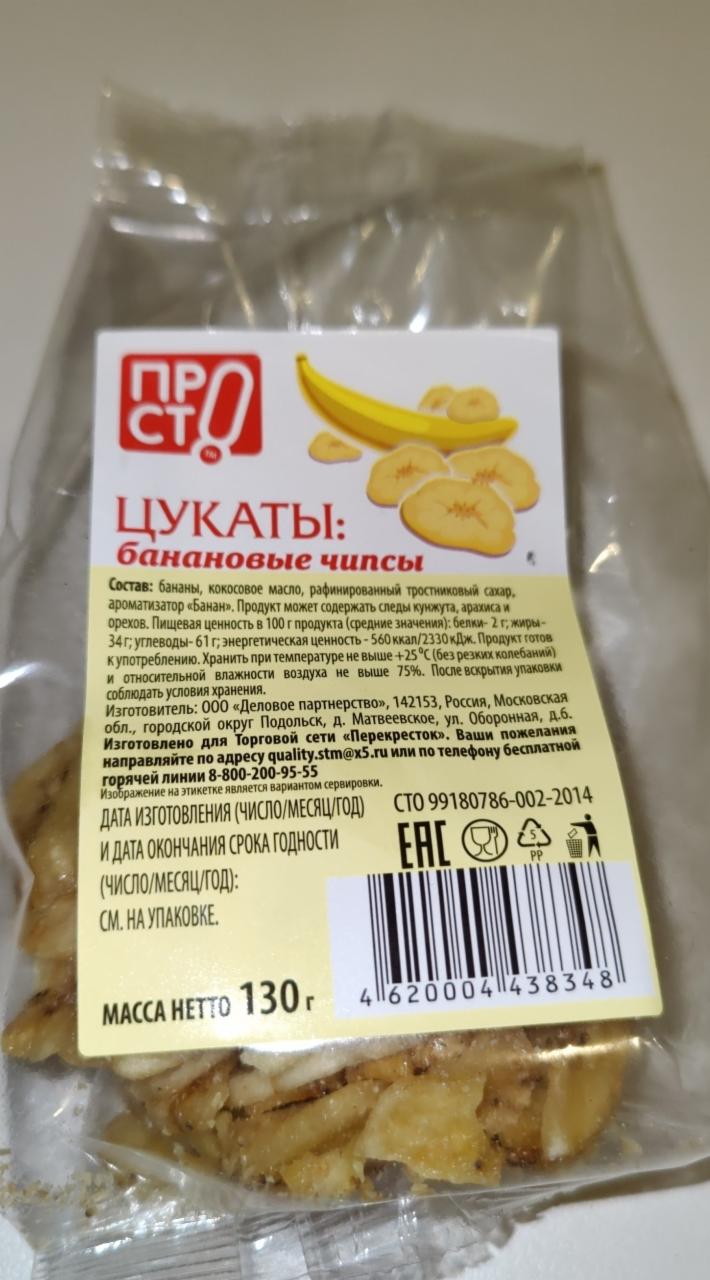 ПРОСТ!
TM
ЦУКАТЫ:
банановые чипсы
Состав: бананы, кокосовое масло, рафинированный тростниковый сахар,
ароматизатор «Банан». Продукт может содержать следы кунжута, арахиса и
орехов. Пищевая ценность в 100 г продукта (средние значения): белки- 2 г; жиры-
34 г; углеводы- 61 г; энергетическая ценность - 560 ккал/2330 кДж. Продукт готов
к употреблению. Хранить при температуре не выше +25°С (без резких колебаний)
и относительной влажности воздуха не выше 75%. После вскрытия упаковки
соблюдать условия хранения.
Изготовитель: ООО «Деловое партнерство», 142153, Россия, Московская
обл., городской округ Подольск, д. Матвеевское, ул. Оборонная, д.6.
Изготовлено для Торговой сети «Перекресток». Ваши пожелания
направляйте по адресу quality.stm@x5.ru или по телефону бесплатной
горячей линии 8-800-200-95-55
Изображение на этикетке является вариантом сервировки.
ДАТА ИЗГОТОВЛЕНИЯ (ЧИСЛО/МЕСЯЦ/ГОД)
И ДАТА ОКОНЧАНИЯ СРОКА ГОДНОСТИ
(ЧИСЛО/МЕСЯЦ/ГОД):
СМ. НА УПАКОВКЕ.
СТО 99180786-002-2014
ЕАС
5
PP
МАССА НЕТТО 130 г
4 620004 438348